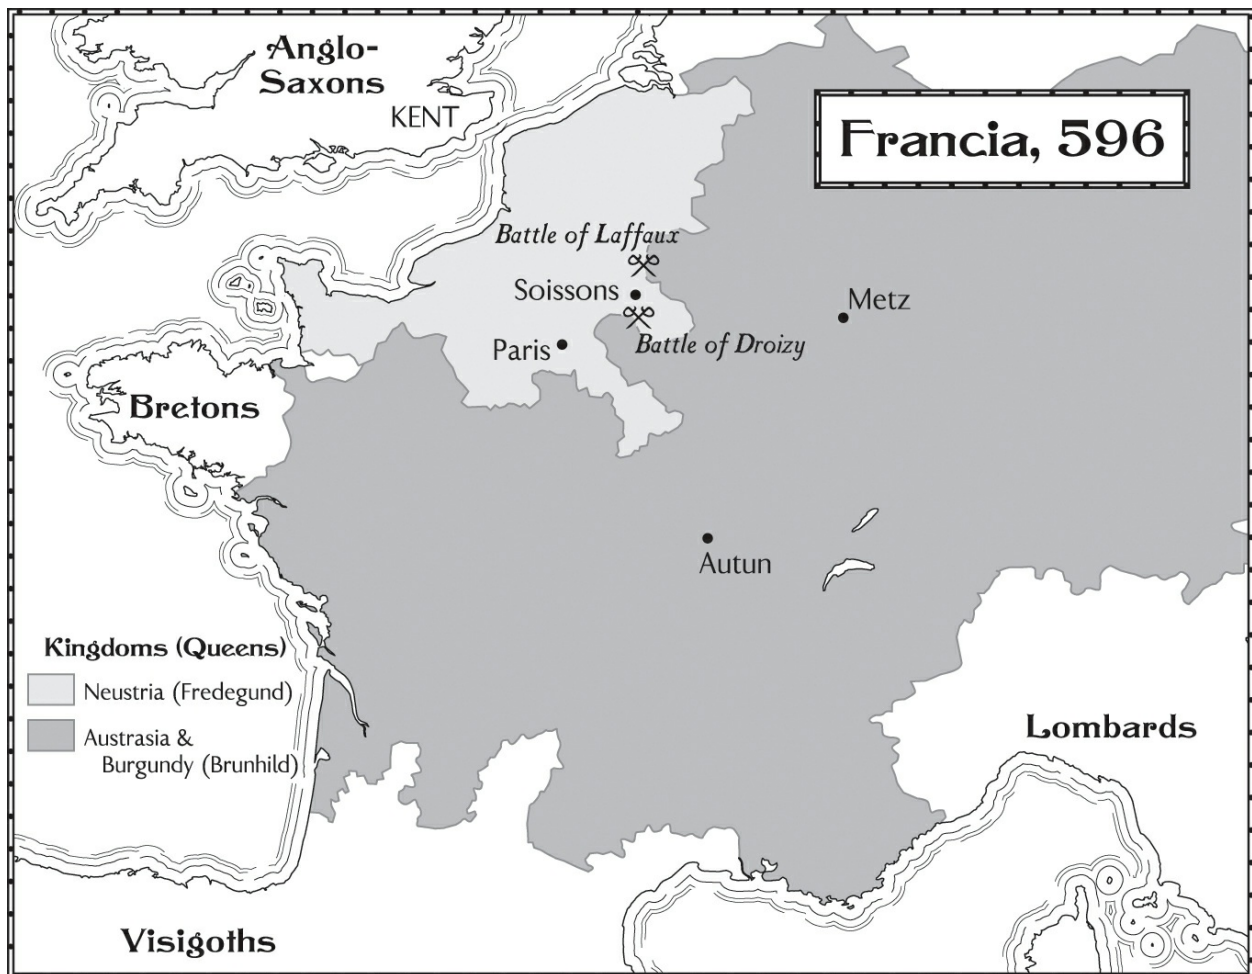 Anglo-
Saxons
KENT
Francia, 596
Battle of Laffaux
Soissons
Metz
Paris
Battle of Droizy
Bretons
Autun
Kingdoms (Queens)
Neustria (Fredegund)
Austrasia &
Burgundy (Brunhild)
Lombards
Visigoths